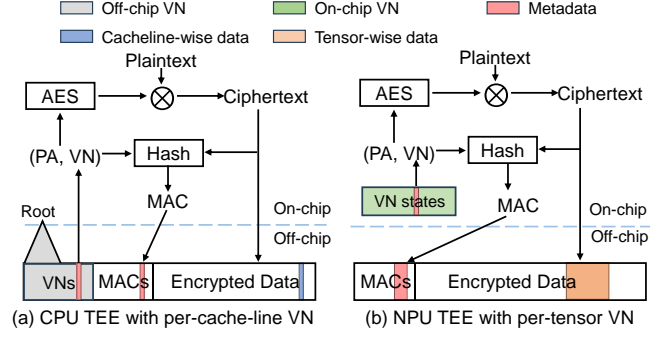 Off-chip VN On-chip VN Metadata
Cacheline-wise data Tensor-wise data
Plaintext
AES
Ciphertext
(PA, VN)
Hash
MAC
Root
On-chip
Off-chip
VNs MACs Encrypted Data
(a) CPU TEE with per-cache-line VN
Plaintext
AES
Ciphertext
(PA, VN)
Hash
VN states
MAC
On-chip
Off-chip
MACs Encrypted Data
(b) NPU TEE with per-tensor VN